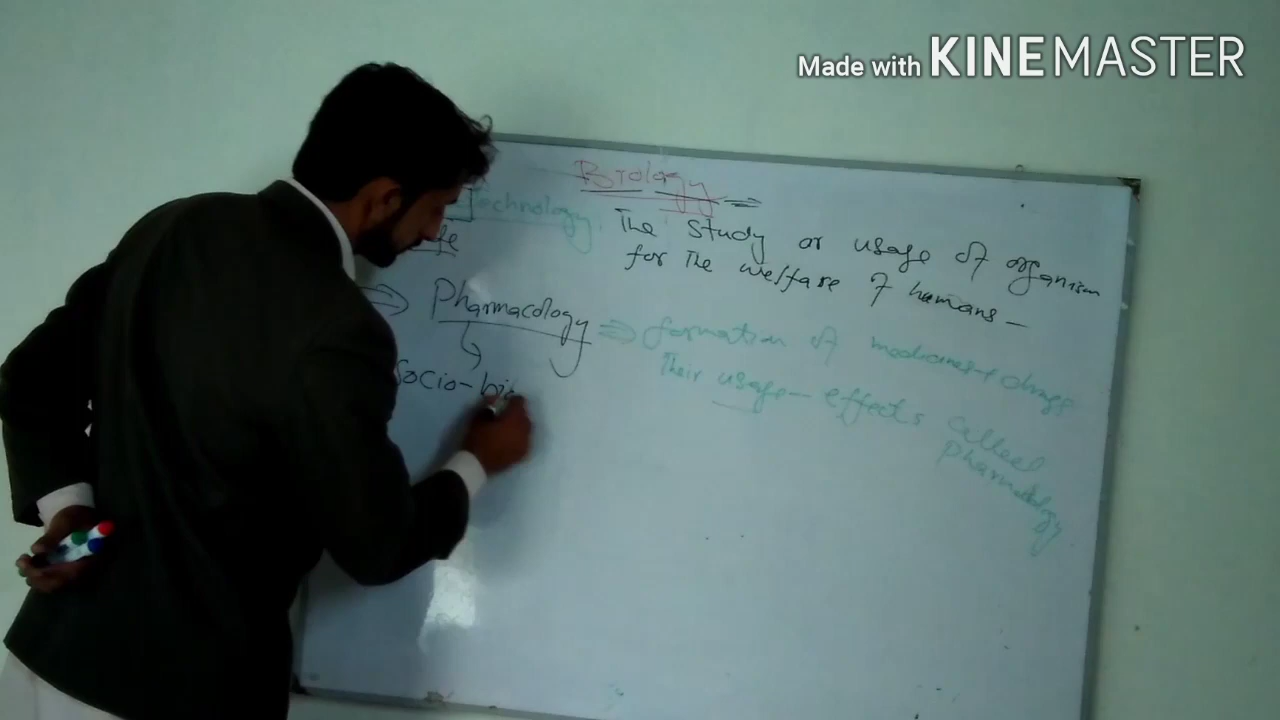 Made with KINEMASTER
Biology
Technology
The study or usage of organism
for The welfare of humans —
Pharmacology
formation of medicines + drugs
Their usage — effects called
pharmacology
Socio-bio